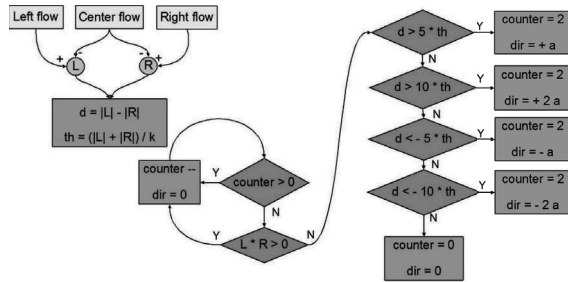 Left flow
Center flow
Right flow
+
-
-
+
L
R
d = |L| - |R|
th = (|L| + |R|) / k
counter --
dir = 0
Y
counter > 0
N
Y
L * R > 0
N
d > 5 * th
Y
counter = 2
dir = + a
N
d > 10 * th
Y
counter = 2
dir = + 2 a
N
d < - 5 * th
Y
counter = 2
dir = - a
N
d < - 10 * th
Y
counter = 2
dir = - 2 a
N
counter = 0
dir = 0